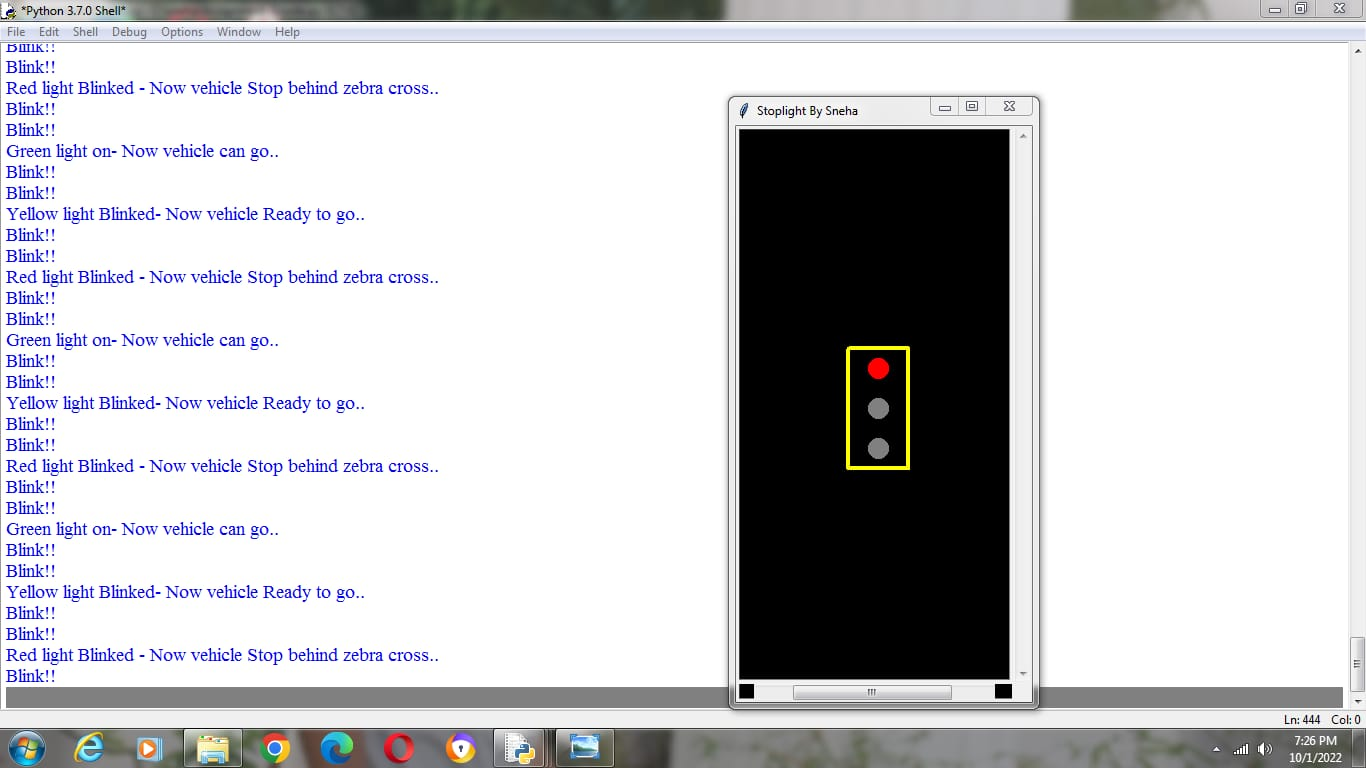 *Python 3.7.0 Shell*
File Edit Shell Debug Options Window Help
Blink!!
Blink!!
Red light Blinked - Now vehicle Stop behind zebra cross..
Blink!!
Blink!!
Green light on- Now vehicle can go..
Blink!!
Blink!!
Yellow light Blinked- Now vehicle Ready to go..
Blink!!
Blink!!
Red light Blinked - Now vehicle Stop behind zebra cross..
Blink!!
Blink!!
Green light on- Now vehicle can go..
Blink!!
Blink!!
Yellow light Blinked- Now vehicle Ready to go..
Blink!!
Blink!!
Red light Blinked - Now vehicle Stop behind zebra cross..
Blink!!
Blink!!
Green light on- Now vehicle can go..
Blink!!
Blink!!
Yellow light Blinked- Now vehicle Ready to go..
Blink!!
Blink!!
Red light Blinked - Now vehicle Stop behind zebra cross..
Blink!!
Stoplight By Sneha
Ln: 444 Col: 0
7:26 PM
10/1/2022